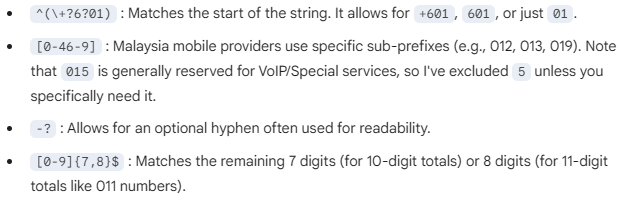 • ^(\+?6?01) : Matches the start of the string. It allows for +601 , 601 , or just 01 .
• [0-46-9] : Malaysia mobile providers use specific sub-prefixes (e.g., 012, 013, 019). Note
that 015 is generally reserved for VoIP/Special services, so I've excluded 5 unless you
specifically need it.
• -? : Allows for an optional hyphen often used for readability.
• [0-9]{7,8}$ : Matches the remaining 7 digits (for 10-digit totals) or 8 digits (for 11-digit
totals like 011 numbers).